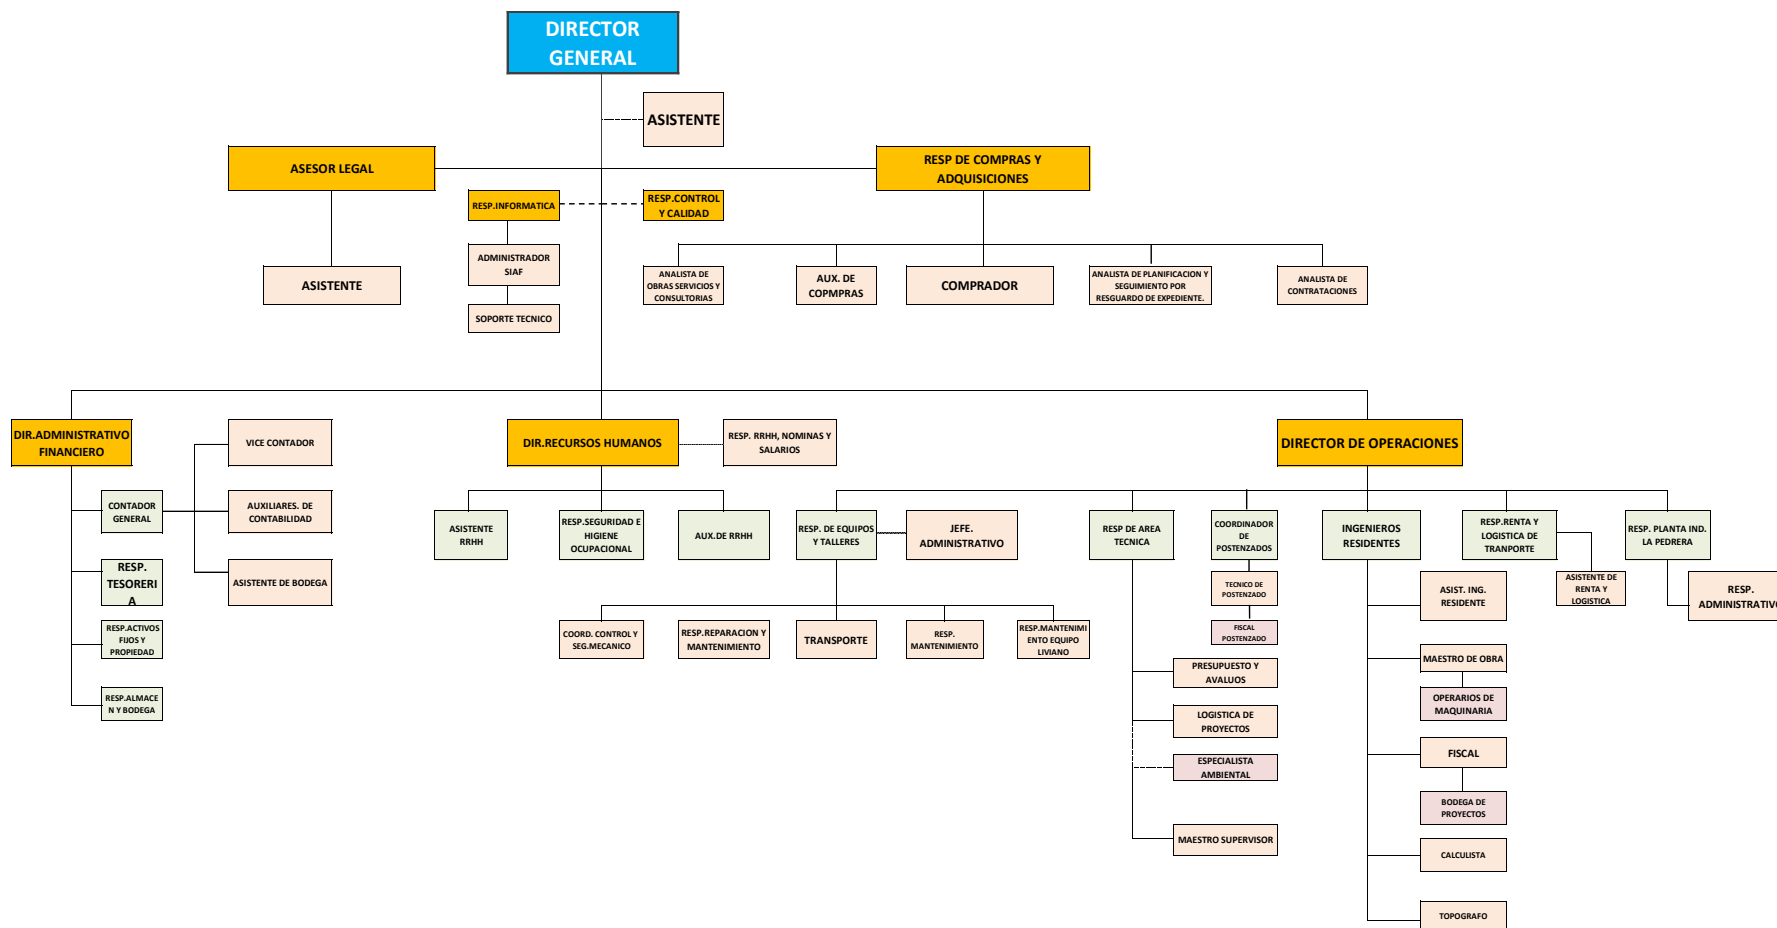 DIRECTOR
GENERAL
ASISTENTE
ASESOR LEGAL
RESP DE COMPRAS Y
ADQUISICIONES
RESP.INFORMATICA
RESP.CONTROL
Y CALIDAD
ADMINISTRADOR
SIAF
ASISTENTE
ANALISTA DE
OBRAS SERVICIOS Y
CONSULTORIAS
AUX. DE
COPMPRAS
COMPRADOR
ANALISTA DE PLANIFICACION Y
SEGUIMIENTO POR
RESGUARDO DE EXPEDIENTE.
ANALISTA DE
CONTRATACIONES
SOPORTE TECNICO
DIR.ADMINISTRATIVO
FINANCIERO
VICE CONTADOR
DIR.RECURSOS HUMANOS
RESP. RRHH, NOMINAS Y
SALARIOS
DIRECTOR DE OPERACIONES
CONTADOR
GENERAL
AUXILIARES. DE
CONTABILIDAD
ASISTENTE
RRHH
RESP.SEGURIDAD E
HIGIENE
OCUPACIONAL
AUX.DE RRHH
RESP. DE EQUIPOS
Y TALLERES
JEFE.
ADMINISTRATIVO
RESP DE AREA
TECNICA
COORDINADOR
DE
POSTENZADOS
INGENIEROS
RESIDENTES
RESP.RENTA Y
LOGISTICA DE
TRANPORTE
RESP. PLANTA IND.
LA PEDRERA
RESP.
TESORERI
A
ASISTENTE DE BODEGA
TECNICO DE
POSTENZADO
ASIST. ING.
RESIDENTE
ASISTENTE DE
RENTA Y
LOGISTICA
RESP.
ADMINISTRATIVO
RESP.ACTIVOS
FIJOS Y
PROPIEDAD
COORD. CONTROL Y
SEG.MECANICO
RESP.REPARACION Y
MANTENIMIENTO
TRANSPORTE
RESP.
MANTENIMIENTO
RESP.MANTENIMI
ENTO EQUIPO
LIVIANO
FISCAL
POSTENZADO
PRESUPUESTO Y
AVALUOS
MAESTRO DE OBRA
RESP.ALMACE
N Y BODEGA
LOGISTICA DE
PROYECTOS
OPERARIOS DE
MAQUINARIA
ESPECIALISTA
AMBIENTAL
FISCAL
BODEGA DE
PROYECTOS
MAESTRO SUPERVISOR
CALCULISTA
TOPOGRAFO